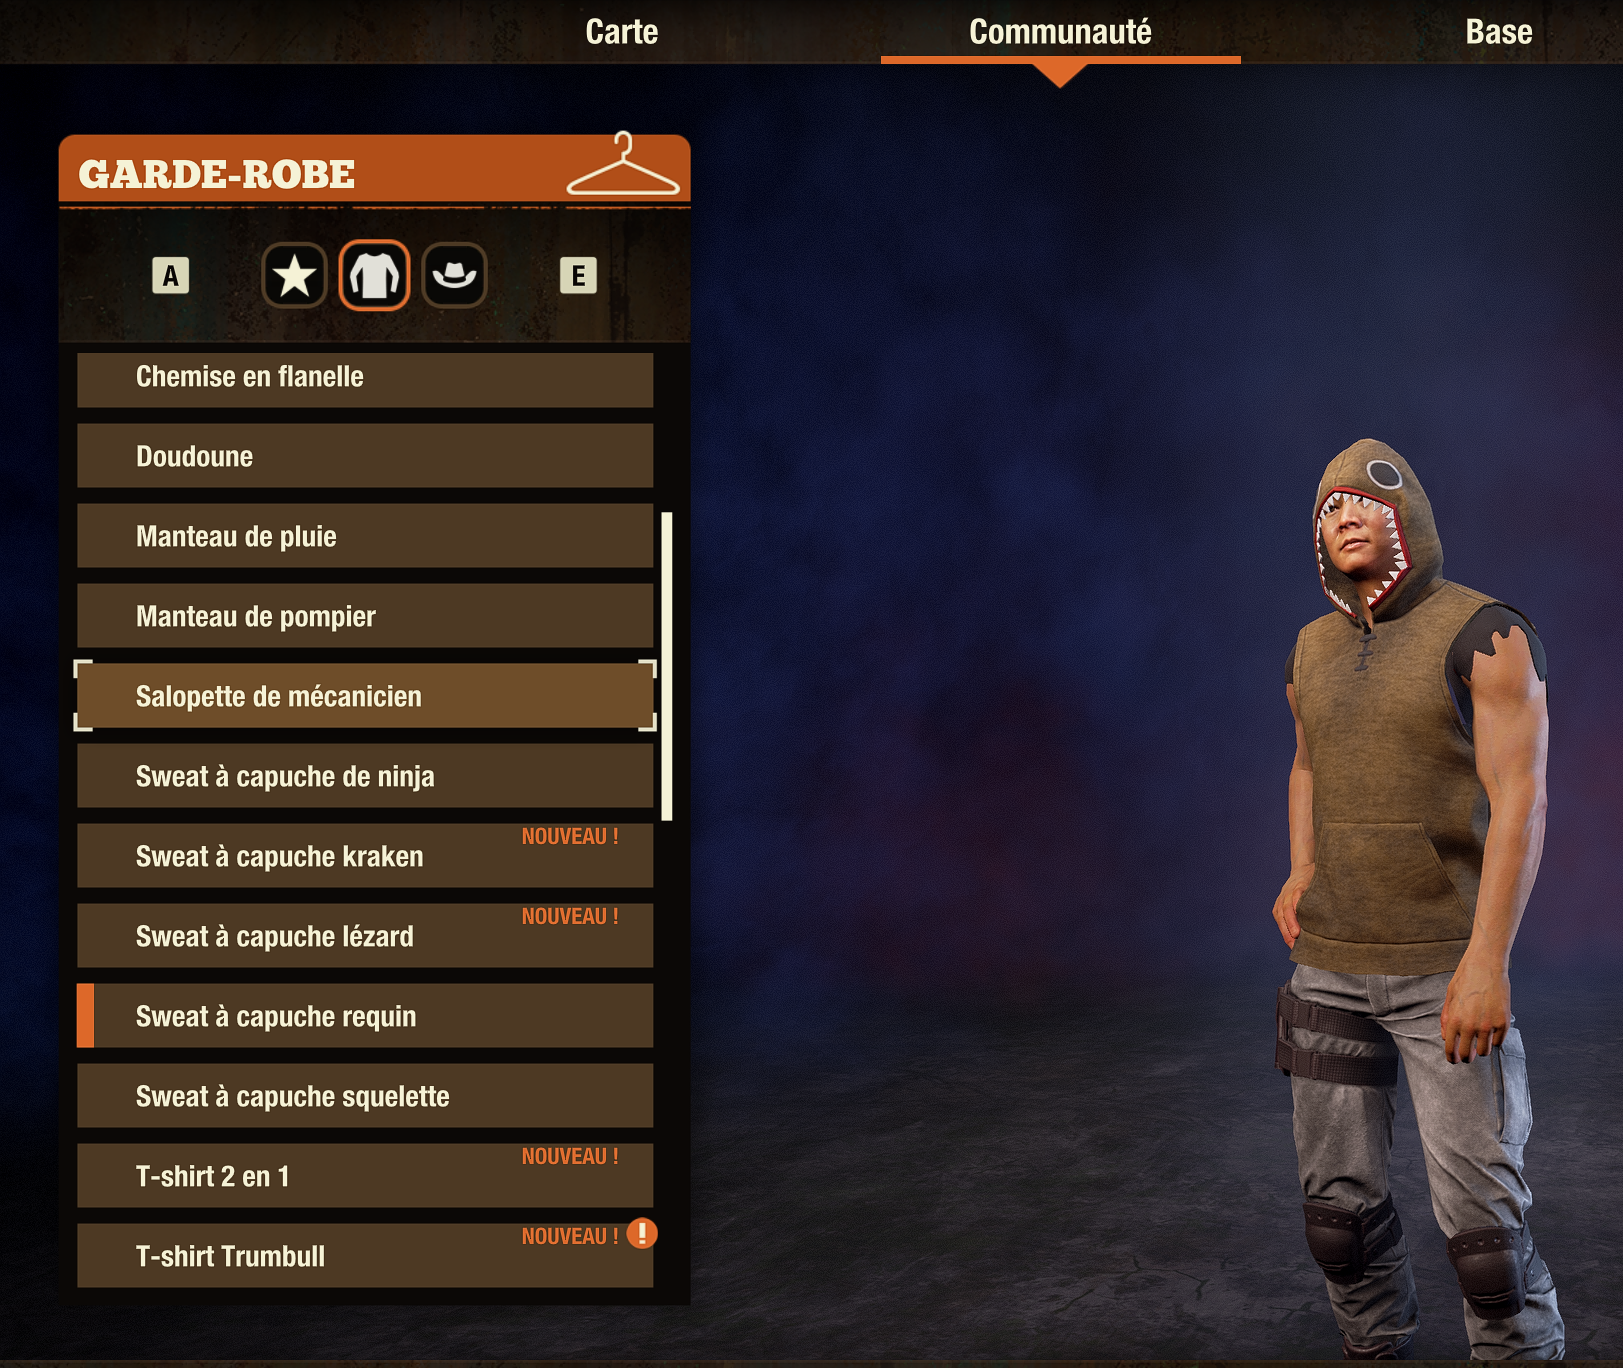 Carte
Communauté
Base
GARDE-ROBE
A
E
Chemise en flanelle
Doudoune
Manteau de pluie
Manteau de pompier
Salopette de mécanicien
Sweat à capuche de ninja
NOUVEAU !
Sweat à capuche kraken
NOUVEAU !
Sweat à capuche lézard
Sweat à capuche requin
Sweat à capuche squelette
NOUVEAU !
T-shirt 2 en 1
NOUVEAU ! !
T-shirt Trumbull